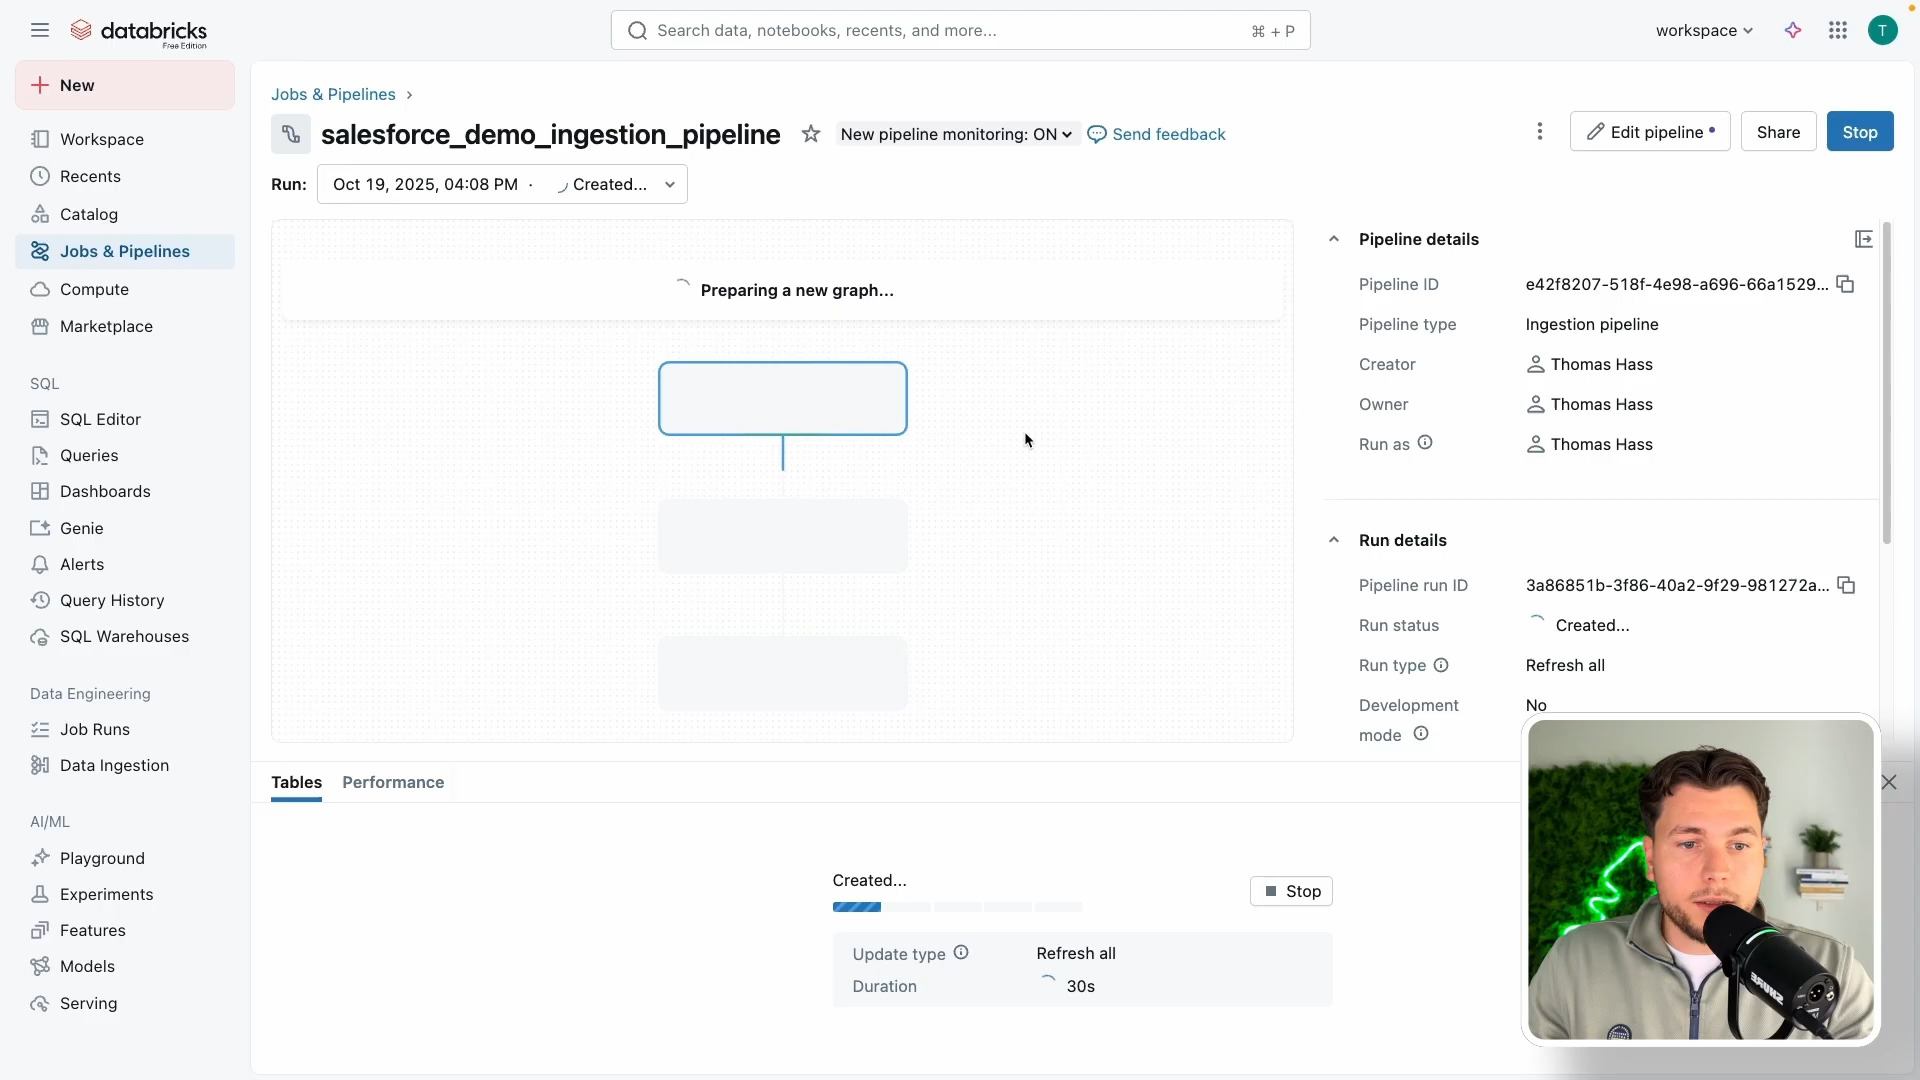 databricks
Free Edition
Search data, notebooks, recents, and more...
⌘ + P
workspace
T
New
Workspace
Recents
Catalog
Jobs & Pipelines
Compute
Marketplace
SQL
SQL Editor
Queries
Dashboards
Genie
Alerts
Query History
SQL Warehouses
Data Engineering
Job Runs
Data Ingestion
AI/ML
Playground
Experiments
Features
Models
Serving
Jobs & Pipelines ›
salesforce_demo_ingestion_pipeline
New pipeline monitoring: ON
Send feedback
Edit pipeline
Share
Stop
Run:
Oct 19, 2025, 04:08 PM · Created...
Preparing a new graph...
Pipeline details
Pipeline ID
e42f8207-518f-4e98-a696-66a1529...
Pipeline type
Ingestion pipeline
Creator
Thomas Hass
Owner
Thomas Hass
Run as
Thomas Hass
Run details
Pipeline run ID
3a86851b-3f86-40a2-9f29-981272a...
Run status
Created...
Run type
Refresh all
Development mode
No
Tables
Performance
Created...
Stop
Update type
Refresh all
Duration
30s
SHURE